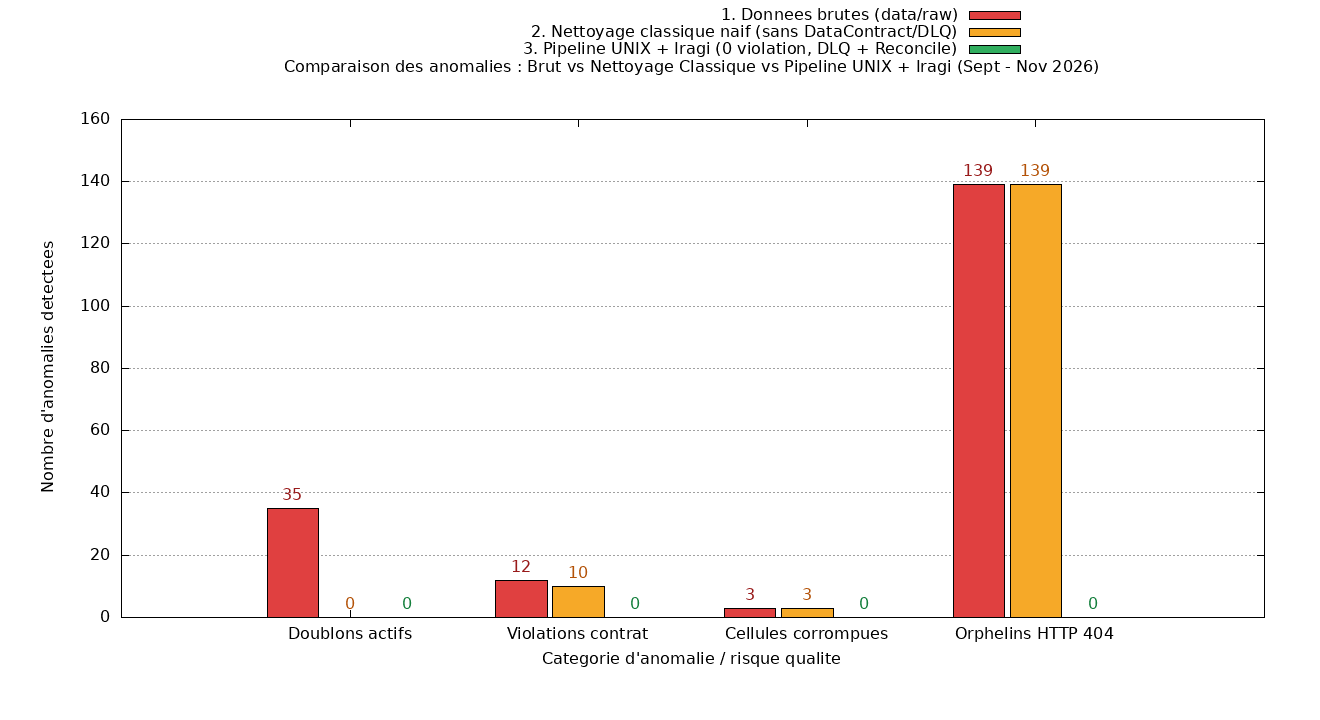 1. Donnees brutes (data/raw)
2. Nettoyage classique naif (sans DataContract/DLQ)
3. Pipeline UNIX + Iragi (0 violation, DLQ + Reconcile)
Comparaison des anomalies : Brut vs Nettoyage Classique vs Pipeline UNIX + Iragi (Sept - Nov 2026)
Nombre d'anomalies detectees
160
140
120
100
80
60
40
20
0
35
0
0
12
10
0
3
3
0
139
139
0
Doublons actifs
Violations contrat
Cellules corrompues
Orphelins HTTP 404
Categorie d'anomalie / risque qualite